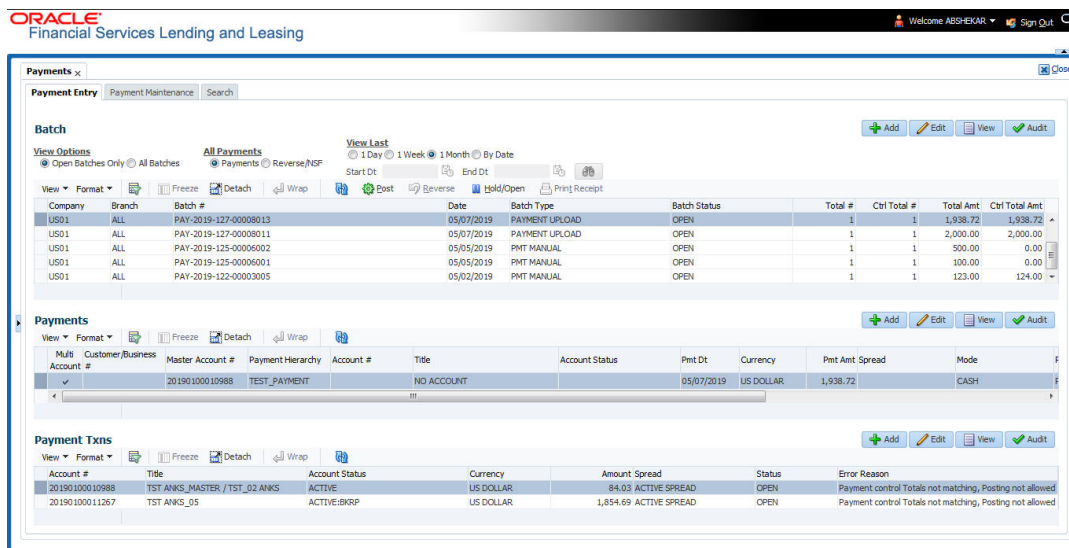 ORACLE
Financial Services Lending and Leasing
Welcome ABSHEKAR Sign Out
Payments x
Close
Payment Entry Payment Maintenance Search
Batch
Add Edit View Audit
View Options All Payments View Last
Open Batches Only All Batches Payments Reverse/NSF 1 Day 1 Week 1 Month By Date
Start Dt End Dt
View Format Freeze Detach Wrap Post Reverse Hold/Open Print Receipt
Company Branch Batch # Date Batch Type Batch Status Total # Ctrl Total # Total Amt Ctrl Total Amt
US01 ALL PAY-2019-127-00008013 05/07/2019 PAYMENT UPLOAD OPEN 1 1 1,938.72 1,938.72
US01 ALL PAY-2019-127-00008011 05/07/2019 PAYMENT UPLOAD OPEN 1 1 2,000.00 2,000.00
US01 ALL PAY-2019-125-00006002 05/05/2019 PMT MANUAL OPEN 1 1 500.00 0.00
US01 ALL PAY-2019-125-00006001 05/05/2019 PMT MANUAL OPEN 1 1 100.00 0.00
US01 ALL PAY-2019-122-00003005 05/02/2019 PMT MANUAL OPEN 1 1 123.00 124.00
Payments
Add Edit View Audit
View Format Freeze Detach Wrap
Multi Account Customer/Business # Master Account # Payment Hierarchy Account # Title Account Status Pmt Dt Currency Pmt Amt Spread Mode
20190100010988 TEST_PAYMENT NO ACCOUNT 05/07/2019 US DOLLAR 1,938.72 CASH
Payment Txns
Add Edit View Audit
View Format Freeze Detach Wrap
Account # Title Account Status Currency Amount Spread Status Error Reason
20190100010988 TST ANKS_MASTER / TST_02 ANKS ACTIVE US DOLLAR 84.03 ACTIVE SPREAD OPEN Payment control Totals not matching, Posting not allowed
20190100011267 TST ANKS_05 ACTIVE:BKRP US DOLLAR 1,854.69 ACTIVE SPREAD OPEN Payment control Totals not matching, Posting not allowed